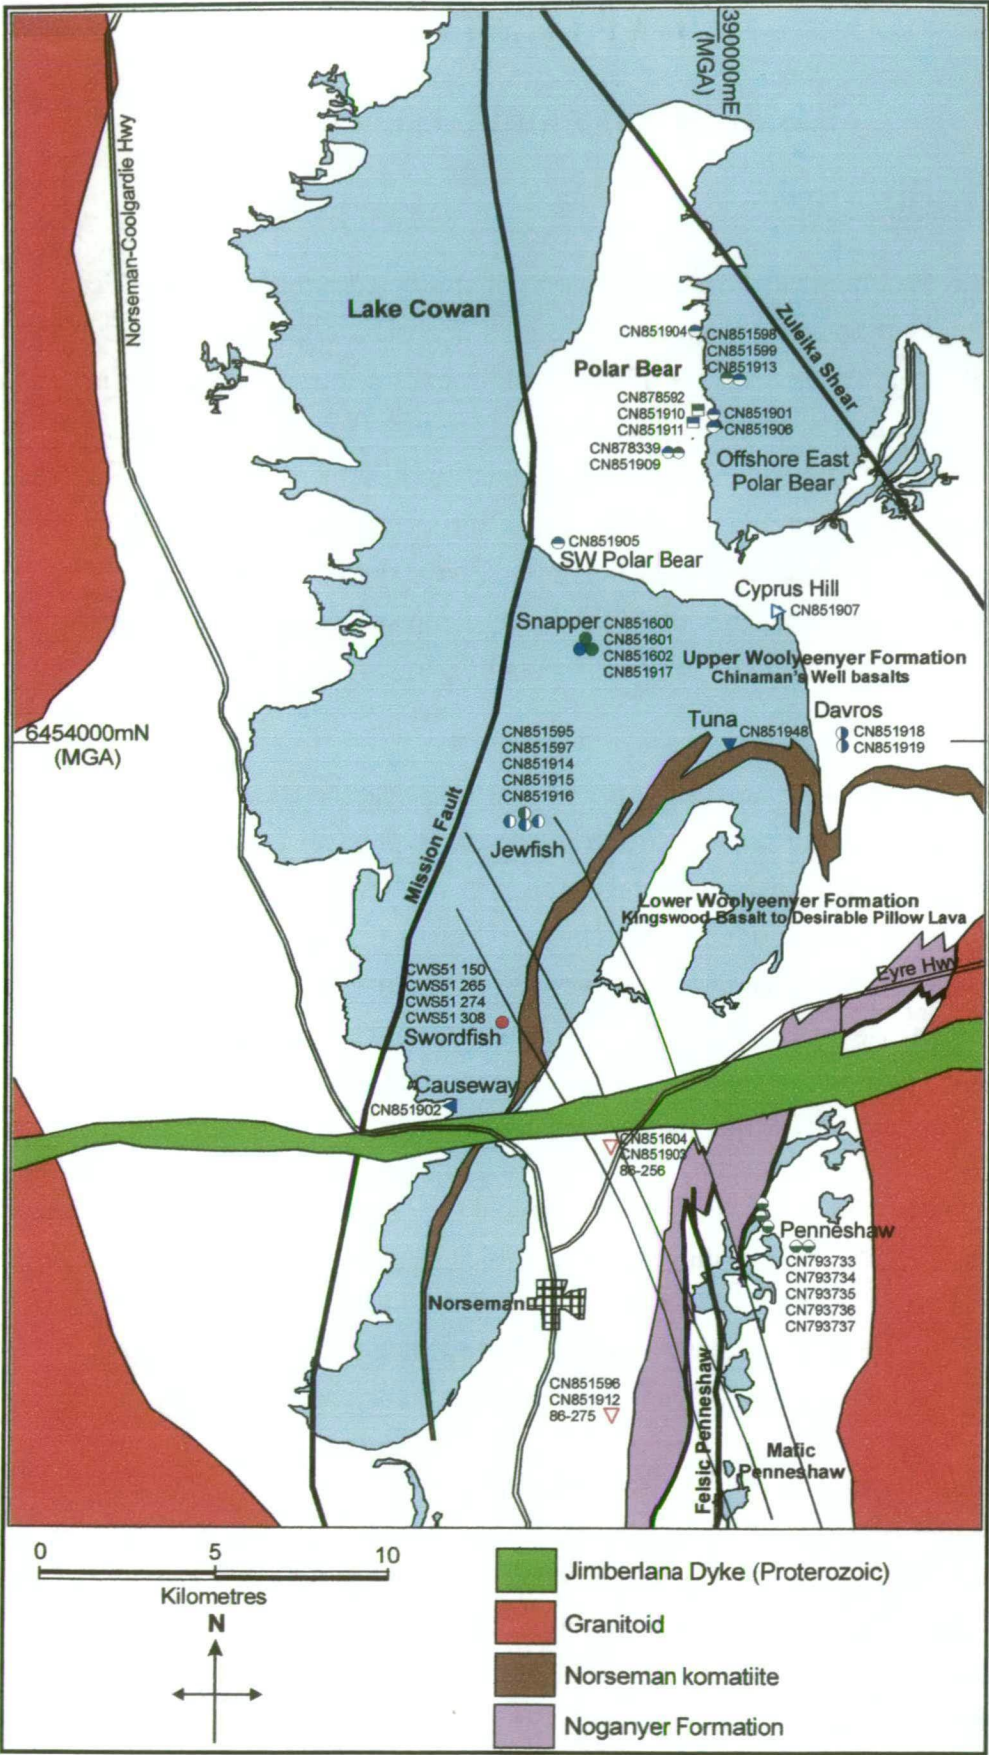 390000mE
(MGA)
Norseman-Coolgardie Hwy
Lake Cowan
Zuleika Shear
CN851904
CN851598
CN851599
CN851913
Polar Bear
CN878592
CN851910
CN851911
CN851901
CN851906
CN878339
CN851909
Offshore East
Polar Bear
CN851905
SW Polar Bear
Cyprus Hill
CN851907
Snapper
CN851600
CN851601
CN851602
CN851917
Upper Woolyeenyer Formation
Chinaman's Well basalts
6454000mN
(MGA)
Tuna
CN851948
Davros
CN851918
CN851919
CN851595
CN851597
CN851914
CN851915
CN851916
Jewfish
Mission Fault
Lower Woolyeenyer Formation
Kingswood Basalt to Desirable Pillow Lava
Eyre Hwy
CWS51 150
CWS51 265
CWS51 274
CWS51 308
Swordfish
Causeway
CN851902
CN851604
CN851903
86-256
Penneshaw
CN793733
CN793734
CN793735
CN793736
CN793737
Norseman
CN851596
CN851912
86-275
Felsic Penneshaw
Mafic
Penneshaw
0 5 10
Kilometres
N
Jimberlana Dyke (Proterozoic)
Granitoid
Norseman komatiite
Noganyer Formation